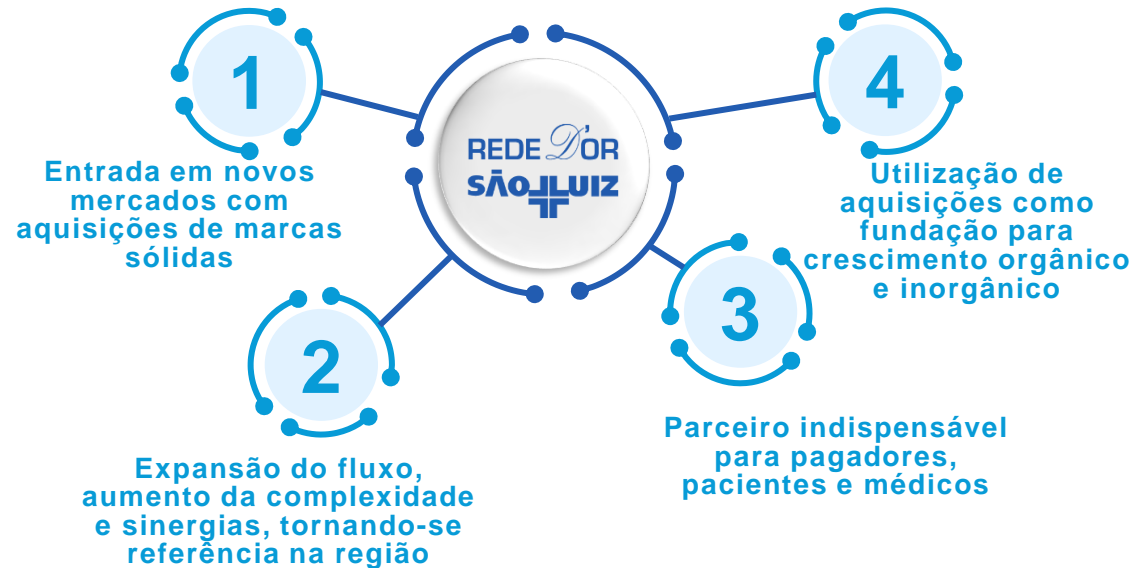 1
Entrada em novos
mercados com
aquisições de marcas
sólidas
2
Expansão do fluxo,
aumento da complexidade
e sinergias, tornando-se
referência na região
REDE D'OR
SÃO LUIZ
3
Parceiro indispensável
para pagadores,
pacientes e médicos
4
Utilização de
aquisições como
fundação para
crescimento orgânico
e inorgânico